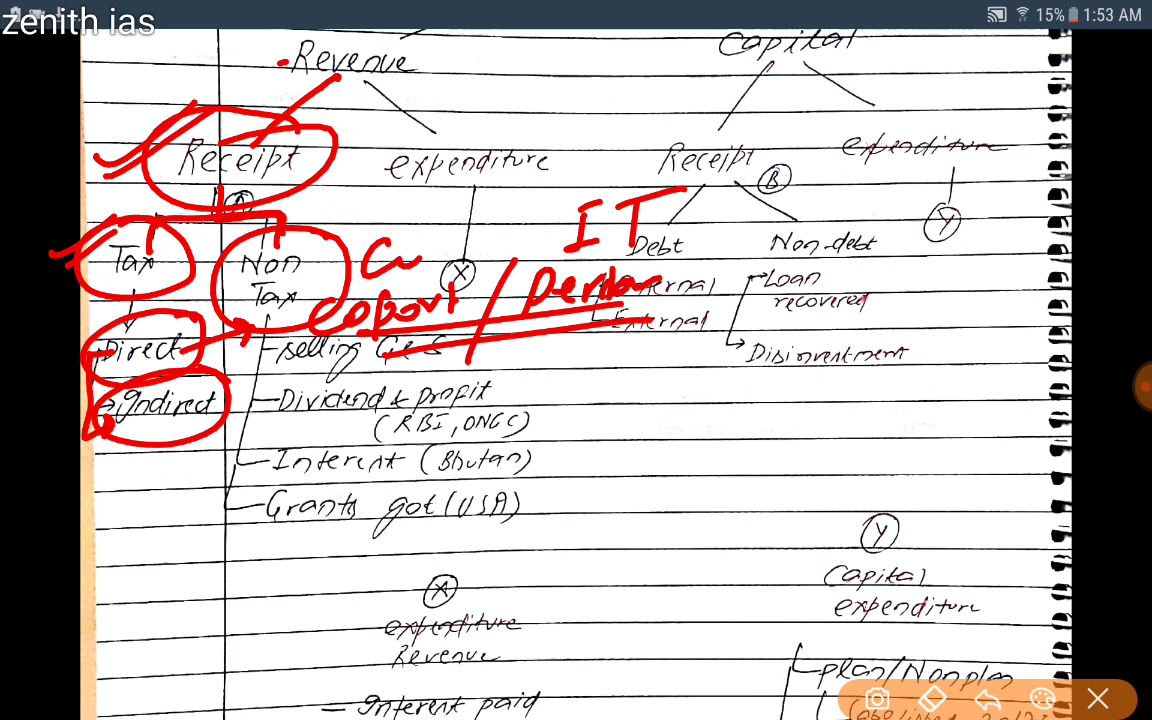 zenith ias
15% 1:53 AM
Revenue
Capital
Receipt
expenditure
Receipt
expenditure
A
B
X
Y
Tax
Non
Tax
IT
Debt
Non-debt
Internal
External
Loan
recovered
Disinvestment
Direct
Indirect
selling G & S
Dividend & profit
(RBI, ONGC)
Interest (Bhutan)
Grants got (USA)
X
expenditure
Revenue
Y
Capital
expenditure
plan/Nonplan
- Interest paid